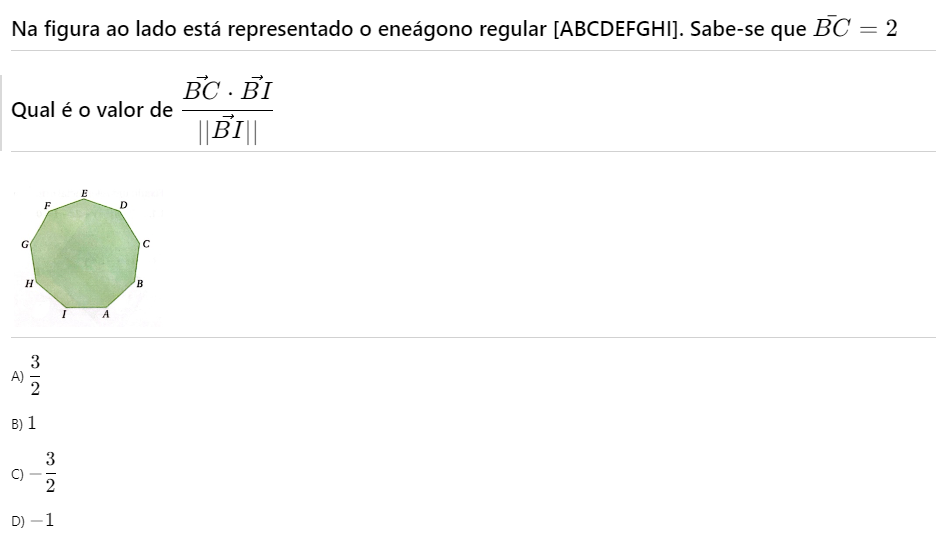 Na figura ao lado está representado o eneágono regular [ABCDEFGHI]. Sabe-se que $\bar{BC} = 2$
Qual é o valor de $\frac{\vec{BC} \cdot \vec{BI}}{||\vec{BI}||}$
E
F D
G C
H B
I A
A) $\frac{3}{2}$
B) 1
C) $-\frac{3}{2}$
D) −1